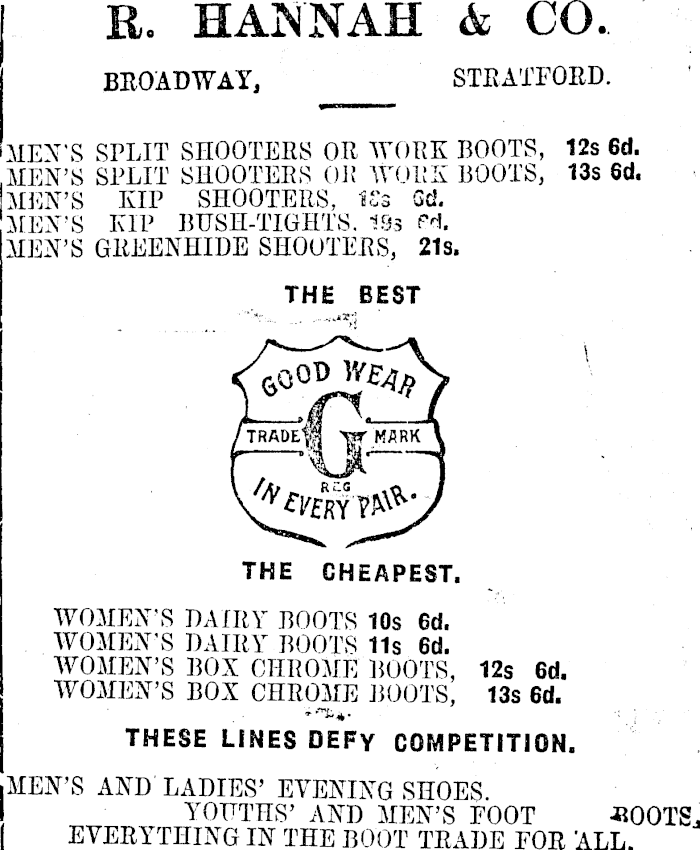 R. HANNAH & CO.
BROADWAY, STRATFORD.
MEN'S SPLIT SHOOTERS OR WORK BOOTS, 12s 6d.
MEN'S SPLIT SHOOTERS OR WORK BOOTS, 13s 6d.
MEN'S KIP SHOOTERS, 6d.
MEN'S KIP BUSH-TIGHTS. 19s 6d.
MEN'S GREENHIDE SHOOTERS, 21s.
THE BEST
GOOD WEAR
TRADE G MARK
REG
IN EVERY PAIR.
THE CHEAPEST.
WOMEN'S DAIRY BOOTS 10s 6d.
WOMEN'S DAIRY BOOTS 11s 6d.
WOMEN'S BOX CHROME BOOTS, 12s 6d.
WOMEN'S BOX CHROME BOOTS, 13s 6d.
THESE LINES DEFY COMPETITION.
MEN'S AND LADIES' EVENING SHOES.
YOUTHS' AND MEN'S FOOT BOOTS,
EVERYTHING IN THE BOOT TRADE FOR ALL.